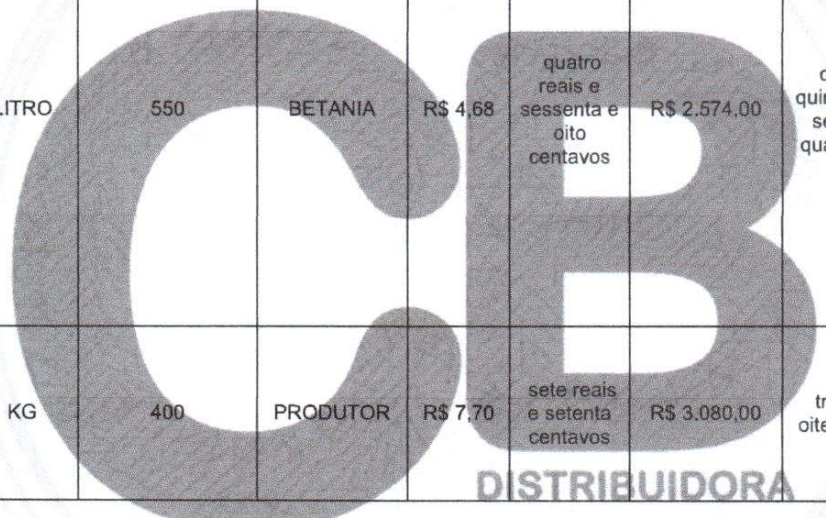 550 BETANIA R$ 4,68 quatro R$ 2.574,00
reais e
sessenta e
oito
centavos
KG 400 PRODUTOR R$ 7,70 sete reais R$ 3.080,00
e setenta
centavos
CB
DISTRIBUIDORA